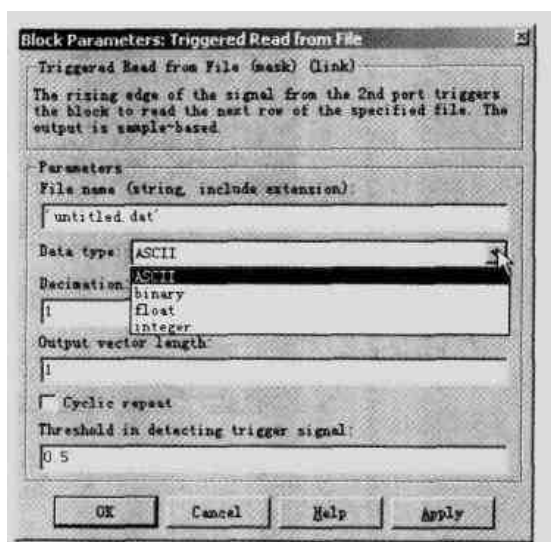 Block Parameters: Triggered Read from File
Triggered Read from File (mask) (link)
The rising edge of the signal from the 2nd port triggers
the block to read the next row of the specified file. The
output is sample-based.
Parameters
File name (string, include extension):
'untitled.dat'
Data type: ASCII
ASCII
Decimation
binary
1
float
integer
Output vector length:
1
Cyclic repeat
Threshold in detecting trigger signal:
0.5
OK Cancel Help Apply